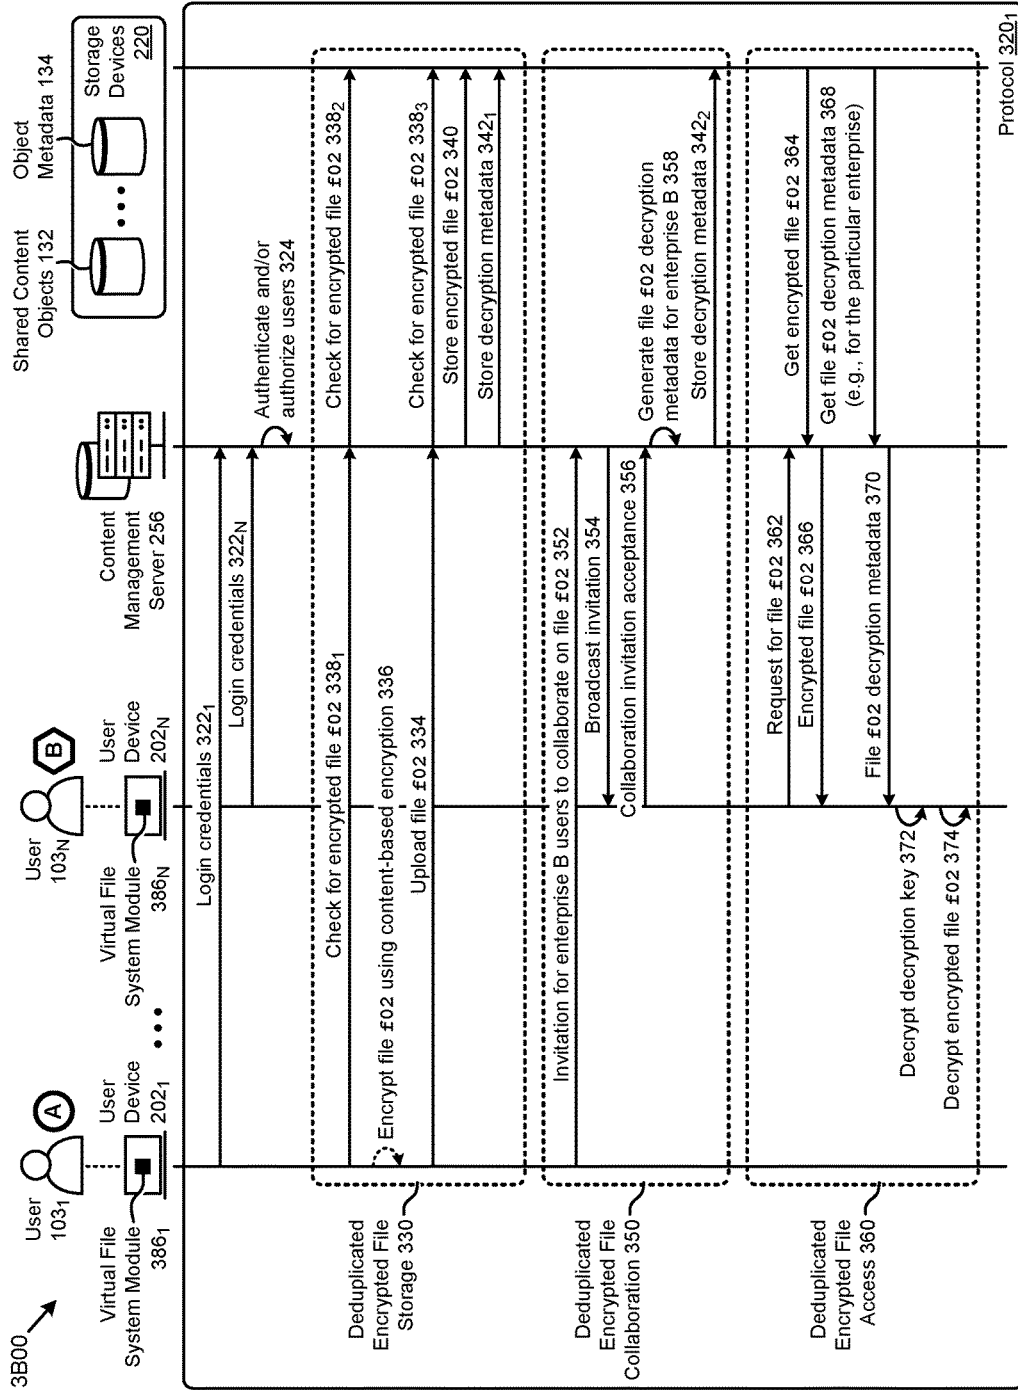 3B00
User
103₁
A
User
103N
B
Virtual File
System Module
386₁
User
Device
202₁
Virtual File
System Module
386N
User
Device
202N
Content
Management
Server 256
Shared Content
Objects 132
Object
Metadata 134
Storage
Devices
220
Login credentials 322₁
Login credentials 322N
Authenticate and/or
authorize users 324
Deduplicated
Encrypted File
Storage 330
Check for encrypted file f02 338₁
Check for encrypted file f02 338₂
Encrypt file f02 using content-based encryption 336
Upload file f02 334
Check for encrypted file f02 338₃
Store encrypted file f02 340
Store decryption metadata 342₁
Deduplicated
Encrypted File
Collaboration 350
Invitation for enterprise B users to collaborate on file f02 352
Broadcast invitation 354
Collaboration invitation acceptance 356
Generate file f02 decryption
metadata for enterprise B 358
Store decryption metadata 342₂
Deduplicated
Encrypted File
Access 360
Request for file f02 362
Get encrypted file f02 364
Encrypted file f02 366
Get file f02 decryption metadata 368
(e.g., for the particular enterprise)
File f02 decryption metadata 370
Decrypt decryption key 372
Decrypt encrypted file f02 374
Protocol 320₁